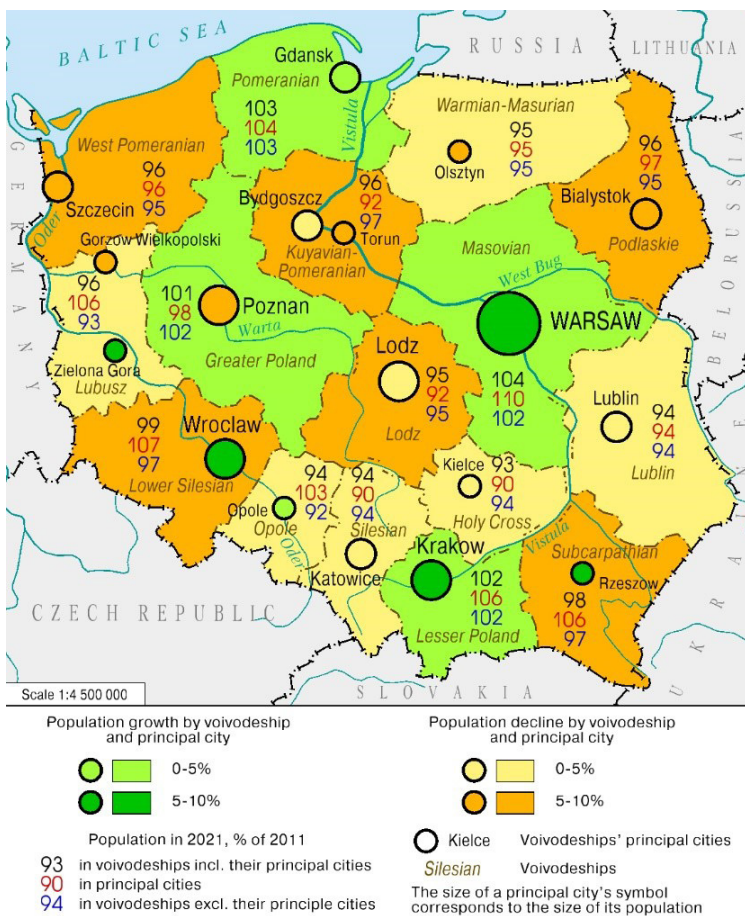 BALTIC SEA
RUSSIA
LITHUANIA
Gdansk
Pomeranian
103
104
103
Vistula
Warmian-Masurian
95
95
95
Olsztyn
West Pomeranian
96
96
95
Szczecin
Oder
GERMANY
96
97
95
Bialystok
Podlaskie
BELORUSSIA
Bydgoszcz
96
92
97
Torun
Kuyavian-
Pomeranian
Gorzow Wielkopolski
96
106
93
Zielona Gora
Lubusz
101
98
102
Poznan
Warta
Greater Poland
Masovian
West Bug
WARSAW
104
110
102
Lodz
95
92
95
Lodz
Lublin
94
94
94
Lublin
Wroclaw
99
107
97
Lower Silesian
94
103
92
Opole
Opole
Oder
94
90
94
Silesian
Katowice
Kielce
93
90
94
Holy Cross
Vistula
Krakow
102
106
102
Lesser Poland
Subcarpathian
Rzeszow
98
106
97
CZECH REPUBLLIC
SLOVAKIA
UKRAINE
Scale 1:4 500 000
Population growth by voivodeship
and principal city
0-5%
5-10%
Population decline by voivodeship
and principal city
0-5%
5-10%
Population in 2021, % of 2011
93 in voivodeships incl. their principal cities
90 in principal cities
94 in voivodeships excl. their principle cities
Kielce Voivodeships' principal cities
Silesian Voivodeships
The size of a principal city's symbol
corresponds to the size of its population